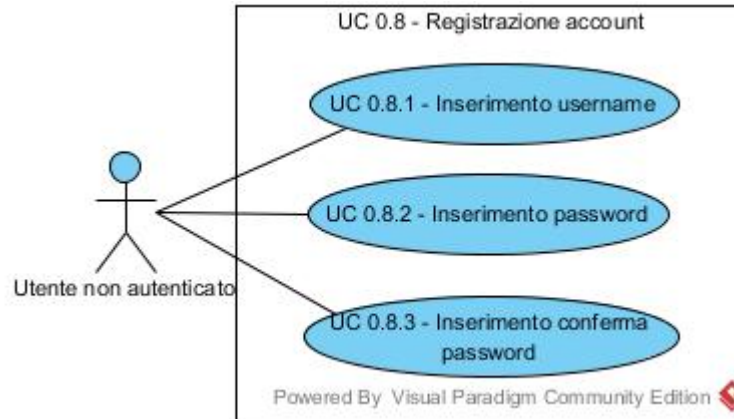 UC 0.8 - Registrazione account
UC 0.8.1 - Inserimento username
UC 0.8.2 - Inserimento password
Utente non autenticato
UC 0.8.3 - Inserimento conferma
password
Powered By Visual Paradigm Community Edition